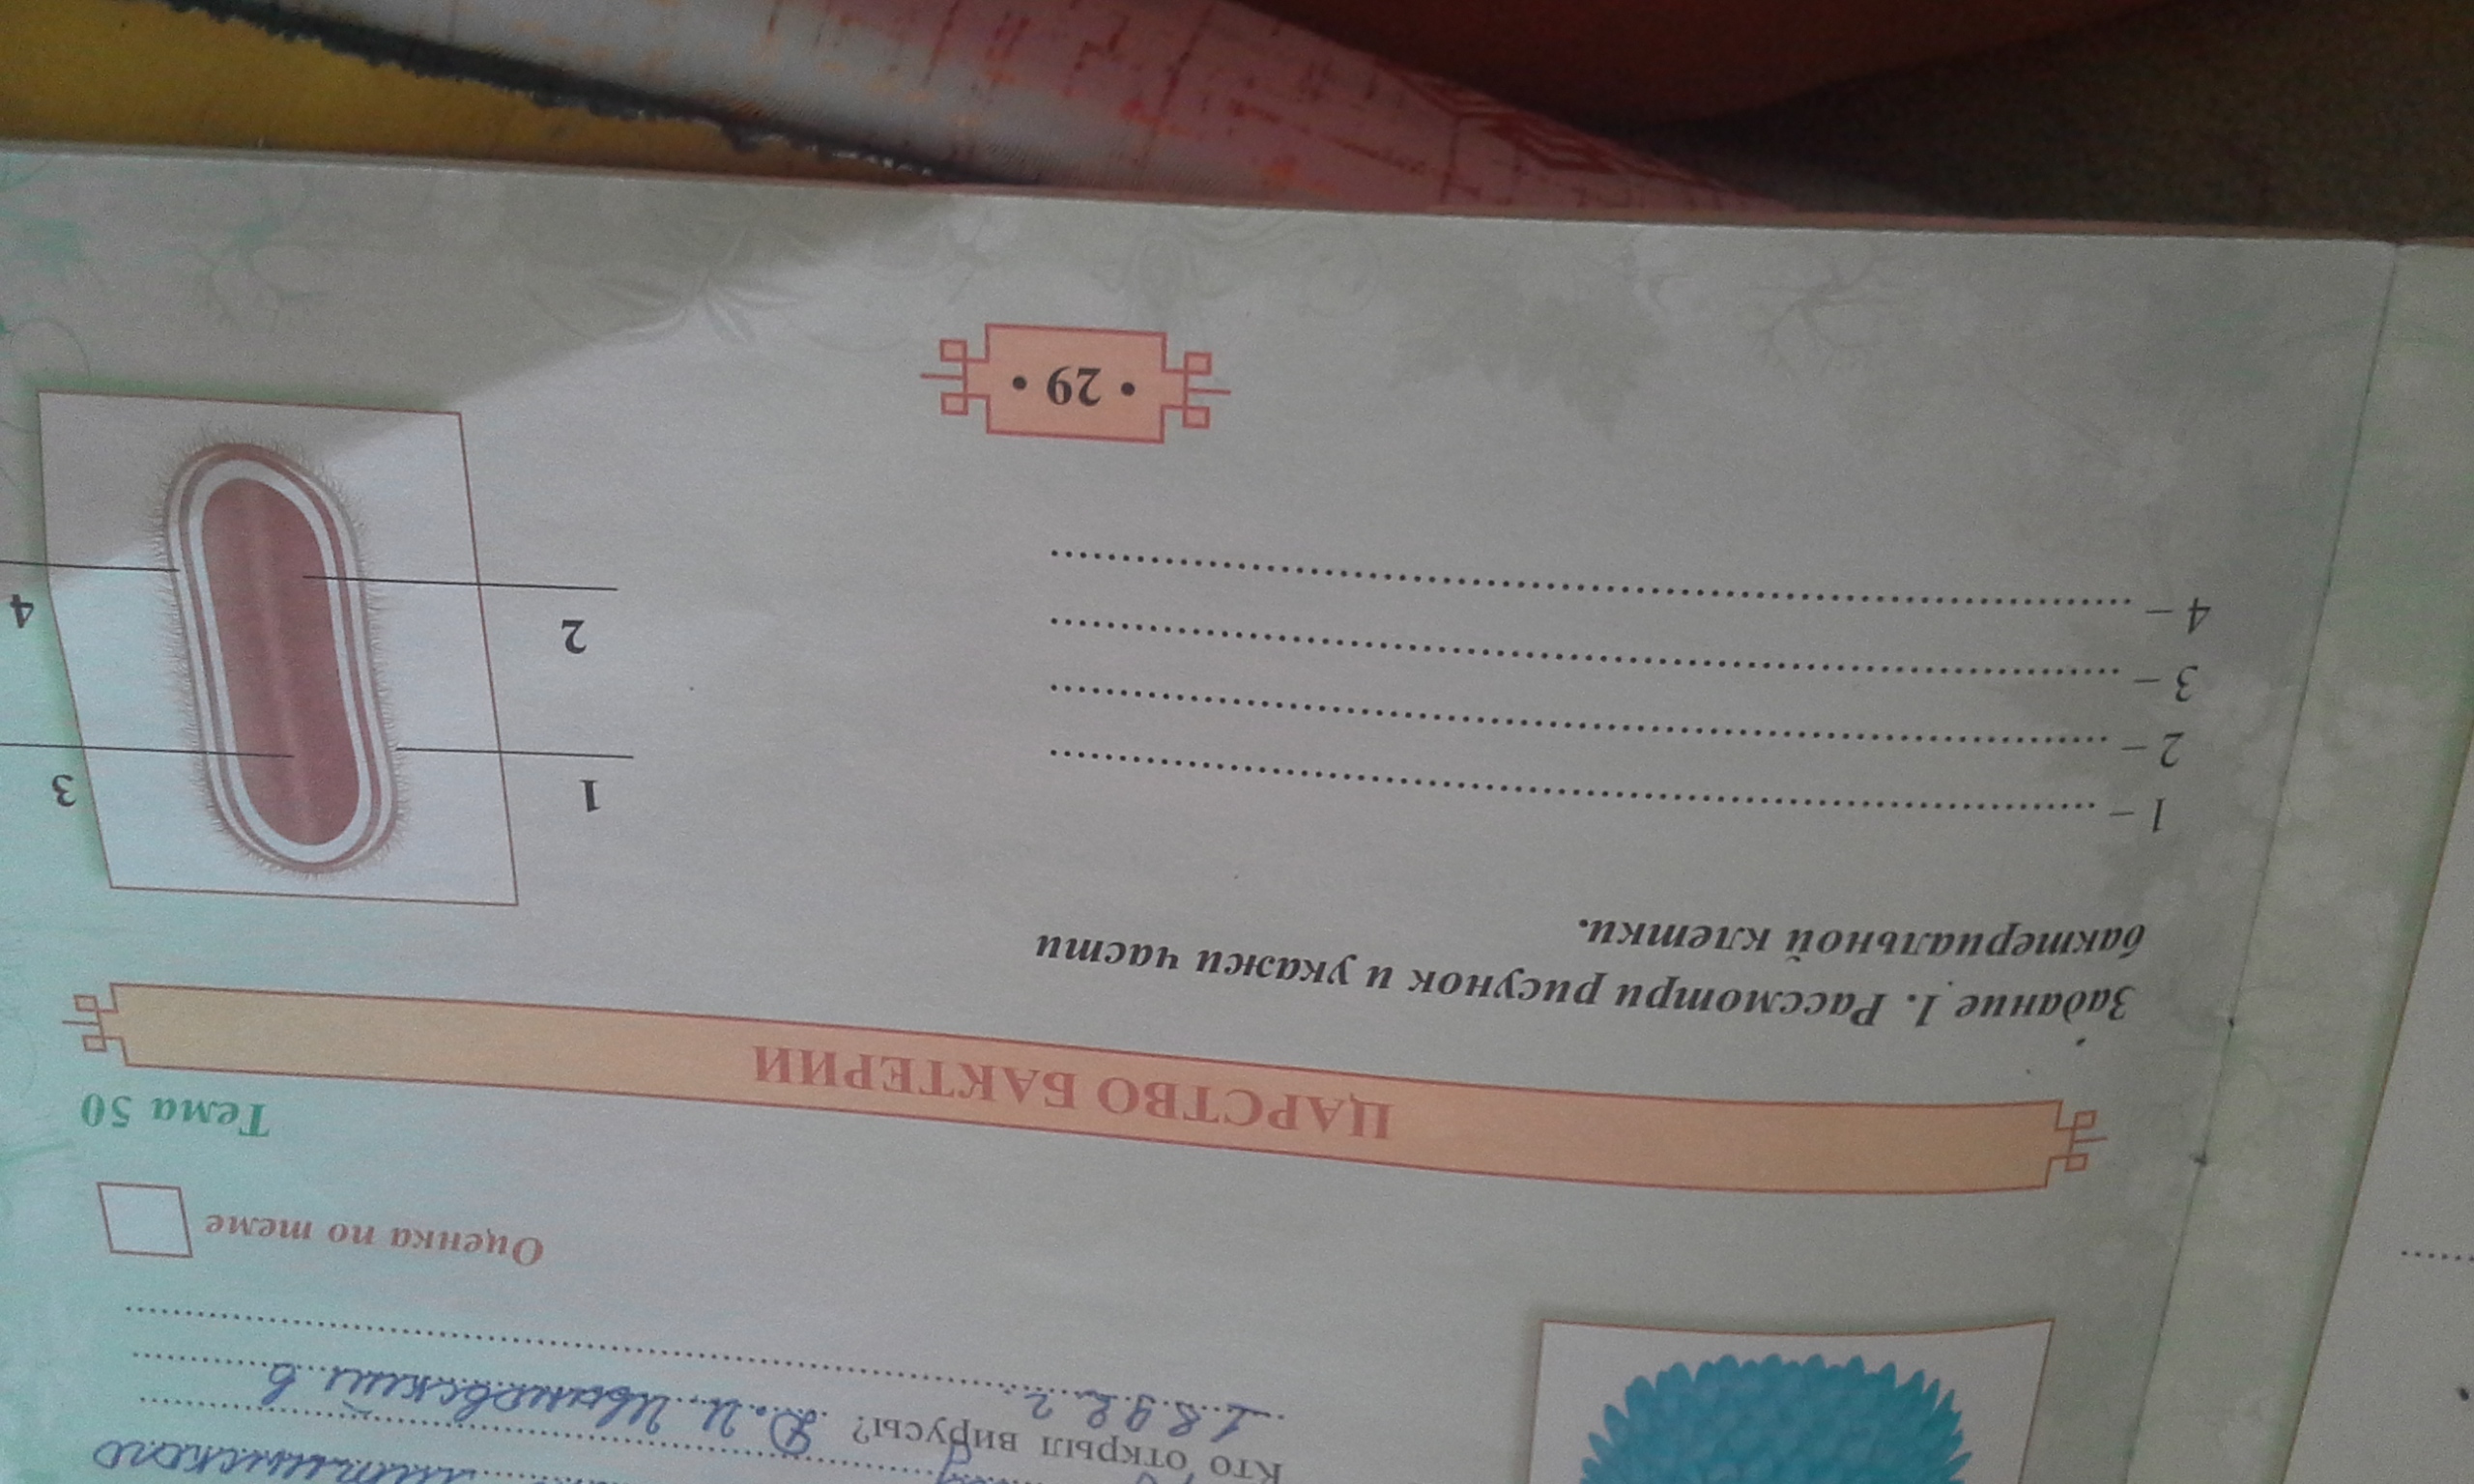 Кто открыл вирусы? Д. И. Ивановский в
1892 г.
Оценка по теме
Тема 50
ЦАРСТВО БАКТЕРИИ
Задание 1. Рассмотри рисунок и укажи части
бактериальной клетки.
1 –
2 –
3 –
4 –
1
3
2
4
• 29 •